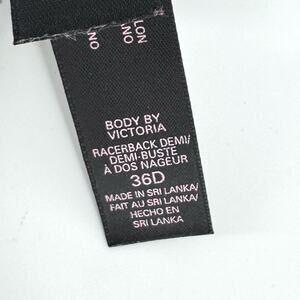 BODY BY
VICTORIA
RACERBACK DEMI/
DEMI-BUSTE
À DOS NAGEUR
36D
MADE IN SRI LANKA/
FAIT AU SRI LANKA/
HECHO EN
SRI LANKA